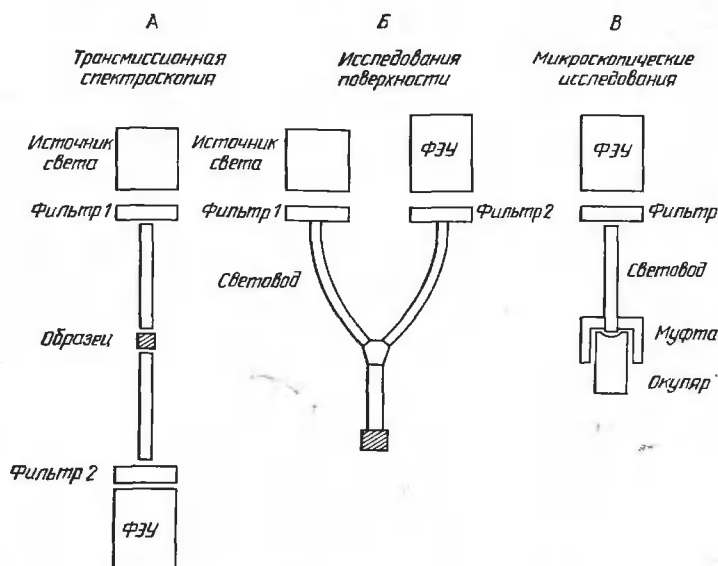 А
Трансмиссионная
спектроскопия
Источник
света
Фильтр 1
Образец
Фильтр 2
ФЭУ
Б
Исследования
поверхности
Источник
света
ФЭУ
Фильтр 1
Фильтр 2
Световод
В
Микроскопические
исследования
ФЭУ
Фильтр
Световод
Муфта
Окуляр